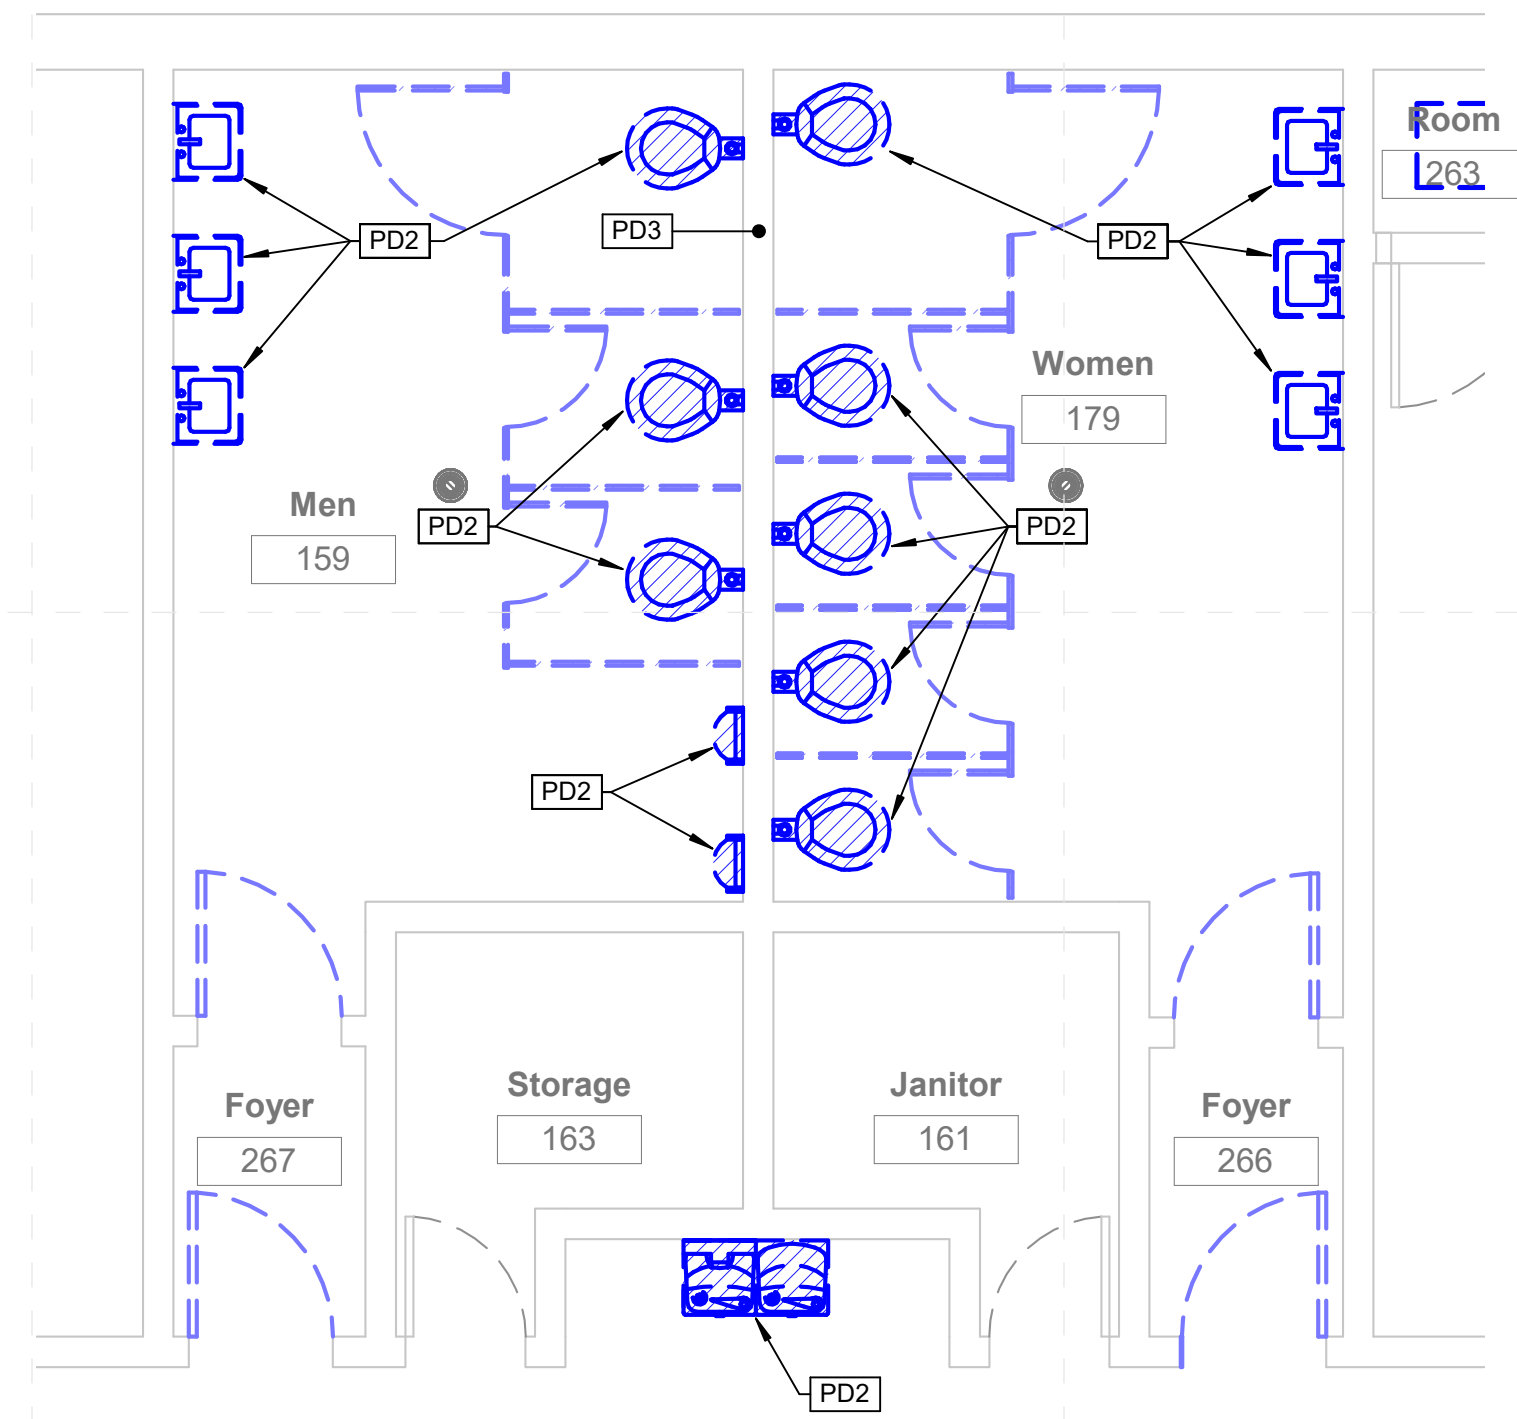 Room
263
PD2
PD3
PD2
Women
179
Men
159
PD2
PD2
PD2
Storage
163
Janitor
161
Foyer
267
Foyer
266
PD2